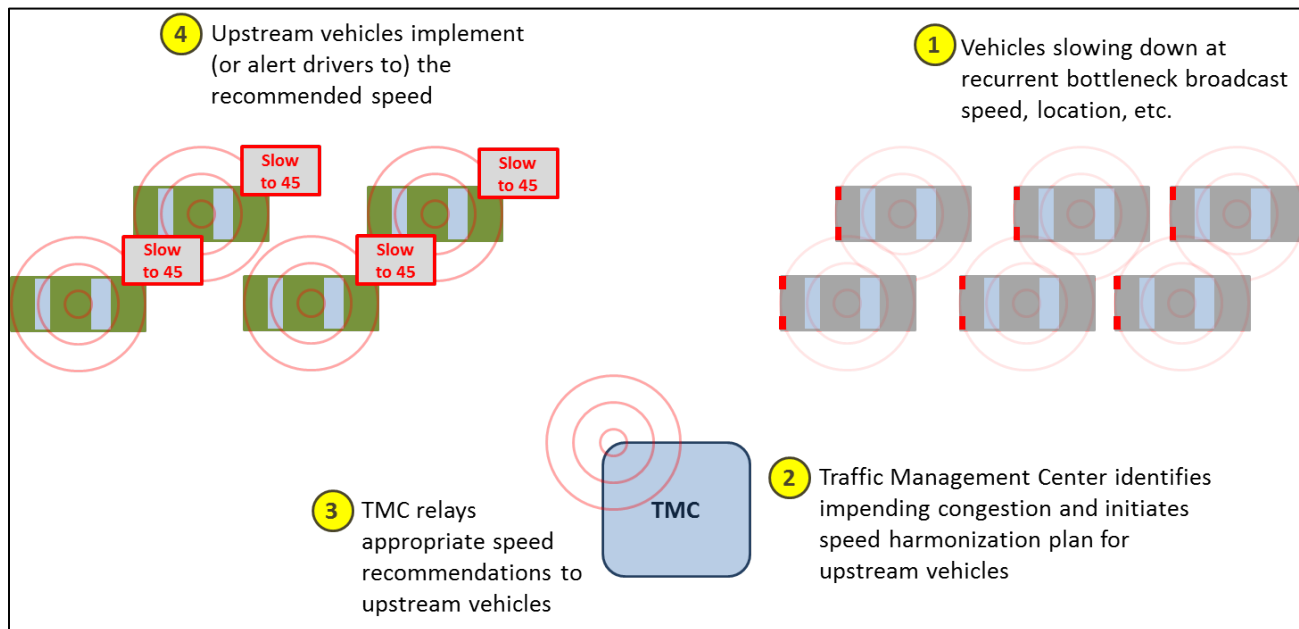 4
Upstream vehicles implement
(or alert drivers to) the
recommended speed
1
Vehicles slowing down at
recurrent bottleneck broadcast
speed, location, etc.
Slow
to 45
Slow
to 45
Slow
to 45
Slow
to 45
TMC
2
Traffic Management Center identifies
impending congestion and initiates
speed harmonization plan for
upstream vehicles
3
TMC relays
appropriate speed
recommendations to
upstream vehicles